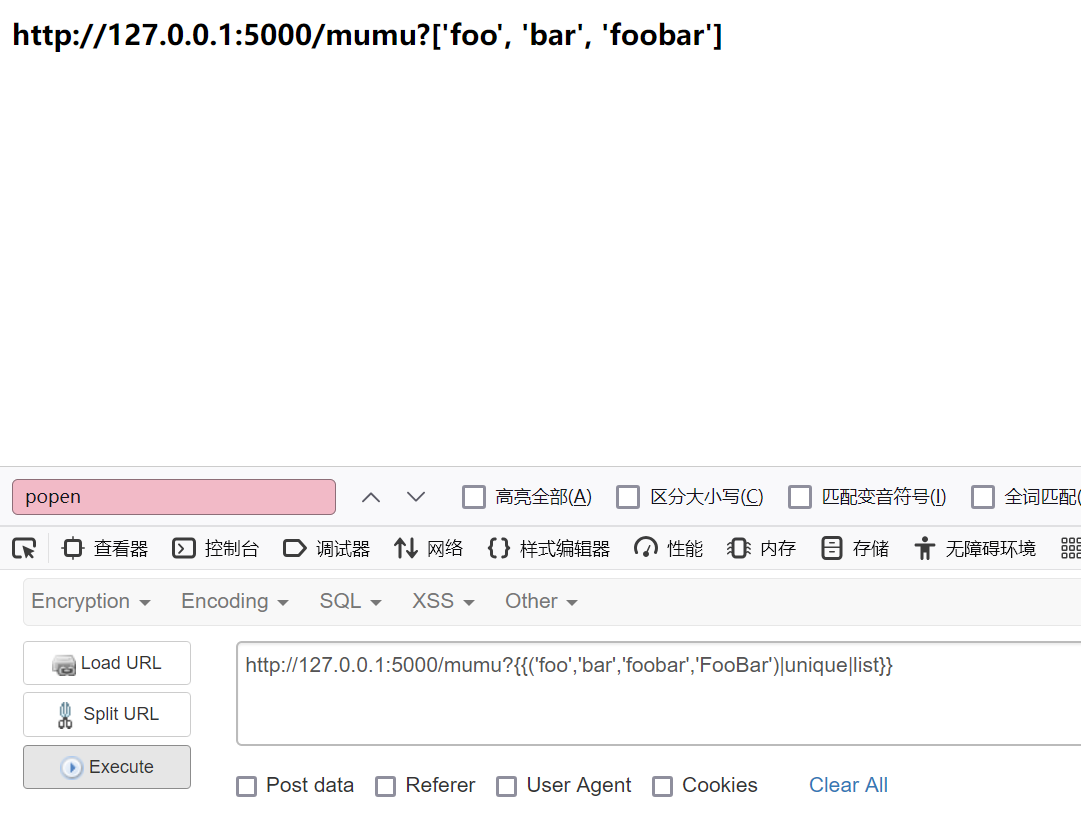 http://127.0.0.1:5000/mumu?['foo', 'bar', 'foobar']
popen 高亮全部(A) 区分大小写(C) 匹配变音符号(I) 全词匹配(
查看器 控制台 调试器 网络 样式编辑器 性能 内存 存储 无障碍环境
Encryption Encoding SQL XSS Other
Load URL http://127.0.0.1:5000/mumu?{{('foo','bar','foobar','FooBar')|unique|list}}
Split URL
Execute
Post data Referer User Agent Cookies Clear All